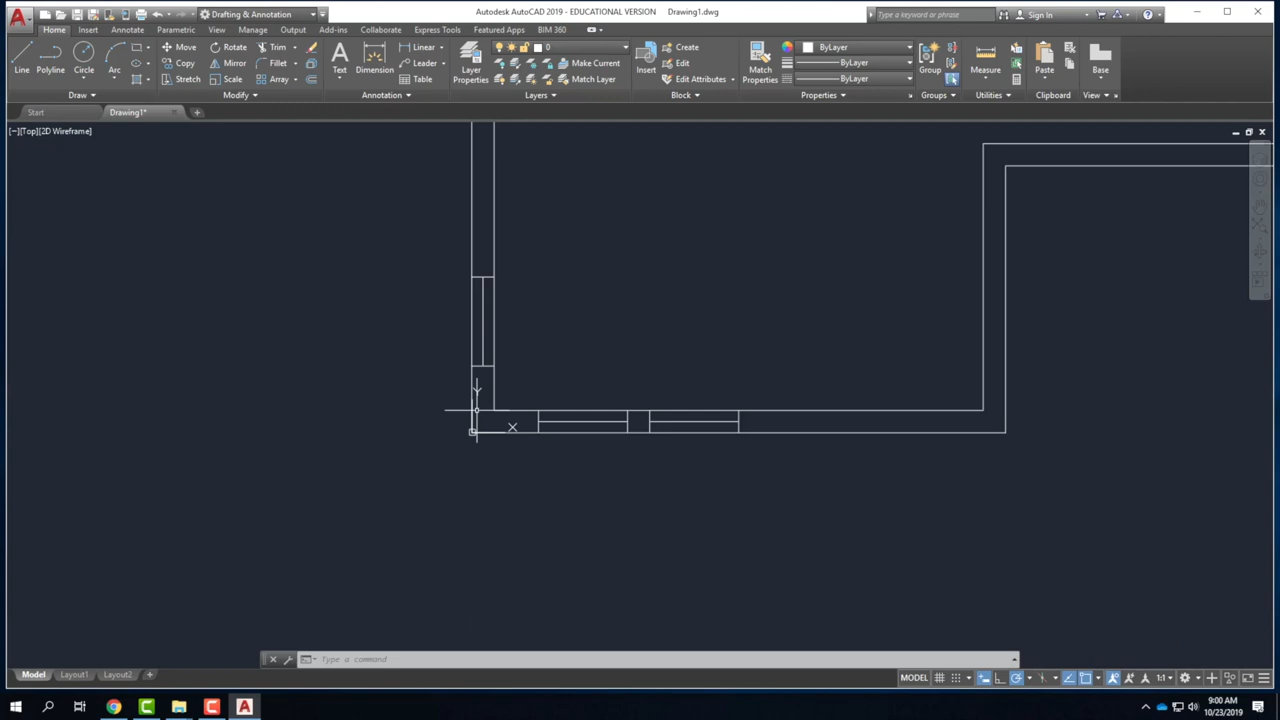 Drafting & Annotation
Autodesk AutoCAD 2019 - EDUCATIONAL VERSION Drawing1.dwg
Type a keyword or phrase
Sign In
Home Insert Annotate Parametric View Manage Output Add-ins Collaborate Express Tools Featured Apps BIM 360
Line Polyline Circle Arc
Move Rotate Trim
Copy Mirror Fillet
Stretch Scale Array
Text Dimension
Linear
Leader
Table
Layer Properties
0
Make Current
Match Layer
Insert
Create
Edit
Edit Attributes
Match Properties
ByLayer
ByLayer
ByLayer
Group
Measure
Paste
Base
Draw Modify Annotation Layers Block Properties Groups Utilities Clipboard View
Start Drawing1*
[−][Top][2D Wireframe]
Y
X
Type a command
Model Layout1 Layout2
MODEL
1:1
9:00 AM
10/23/2019